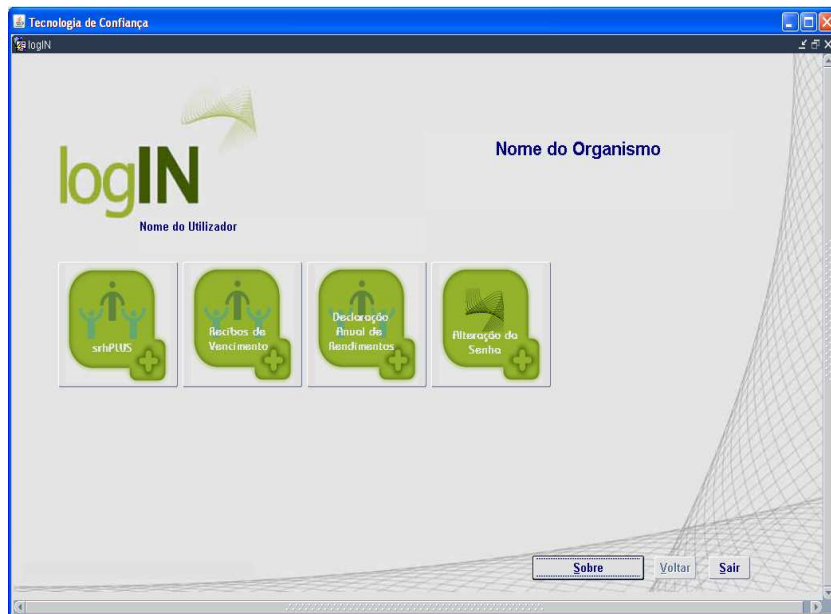 Tecnologia de Confiança
logIN
logIN
Nome do Organismo
Nome do Utilizador
srhPLUS
Recibos de
Vencimento
Declaração
Anual de
Rendimentos
Alteração da
Senha
Sobre
Voltar
Sair